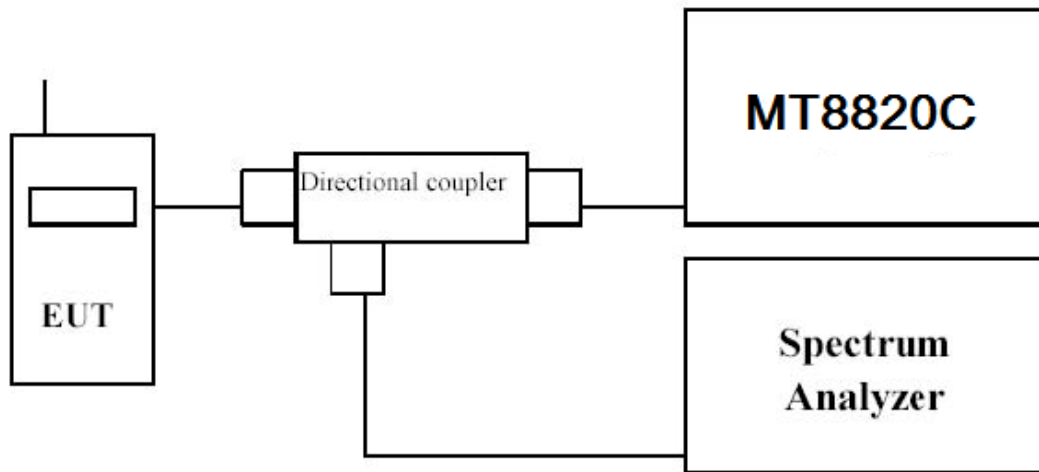 MT8820C
Directional coupler
EUT
Spectrum
Analyzer